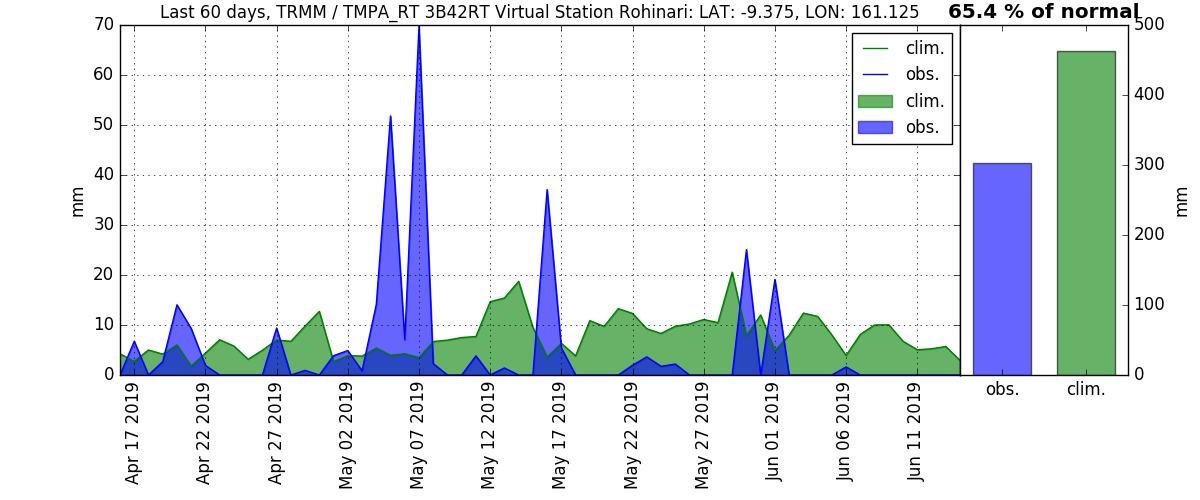 Last 60 days, TRMM / TMPA_RT 3B42RT Virtual Station Rohinari: LAT: -9.375, LON: 161.125
65.4 % of normal
70
60
50
40
30
20
10
0
mm
clim.
obs.
clim.
obs.
Apr 17 2019
Apr 22 2019
Apr 27 2019
May 02 2019
May 07 2019
May 12 2019
May 17 2019
May 22 2019
May 27 2019
Jun 01 2019
Jun 06 2019
Jun 11 2019
500
400
300
200
100
0
mm
obs.
clim.